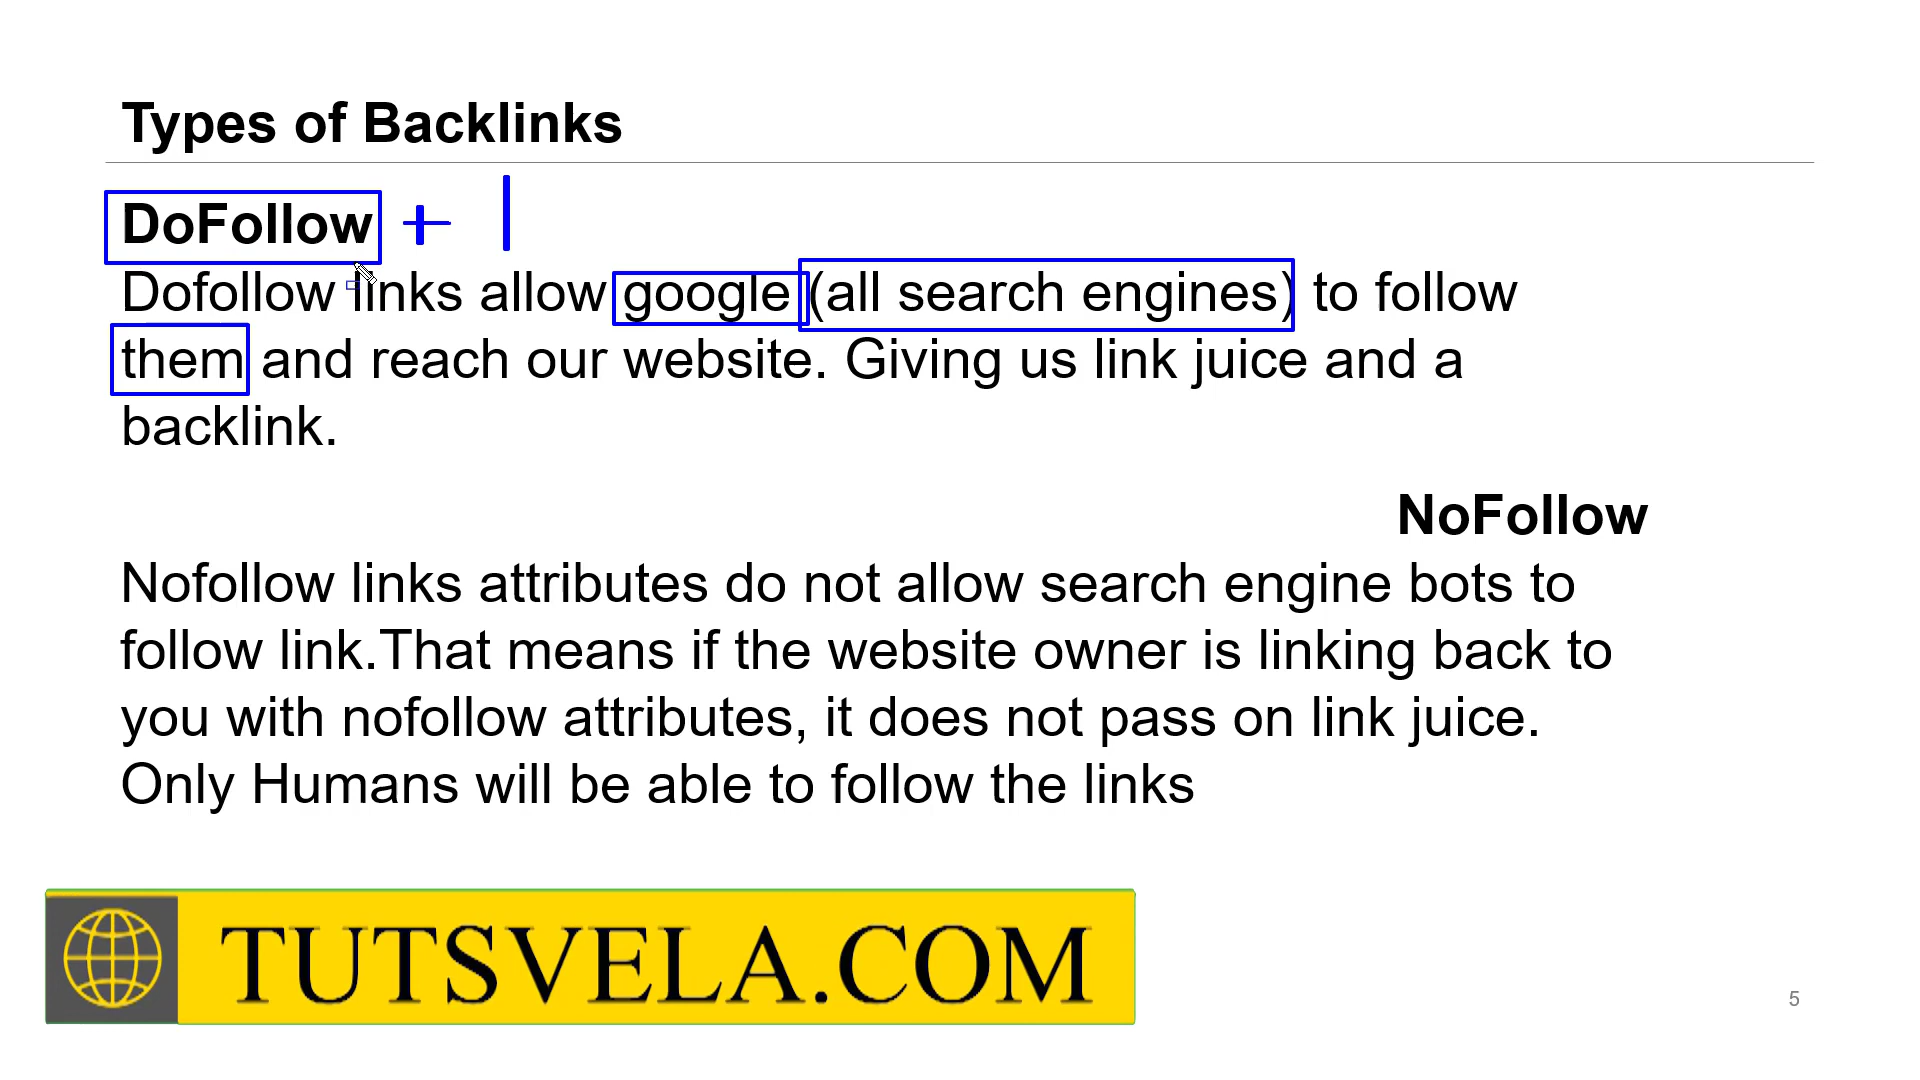 Types of Backlinks
DoFollow + |
Dofollow links allow google (all search engines) to follow
them and reach our website. Giving us link juice and a
backlink.
NoFollow
Nofollow links attributes do not allow search engine bots to
follow link.That means if the website owner is linking back to
you with nofollow attributes, it does not pass on link juice.
Only Humans will be able to follow the links
TUTSVELA.COM
5